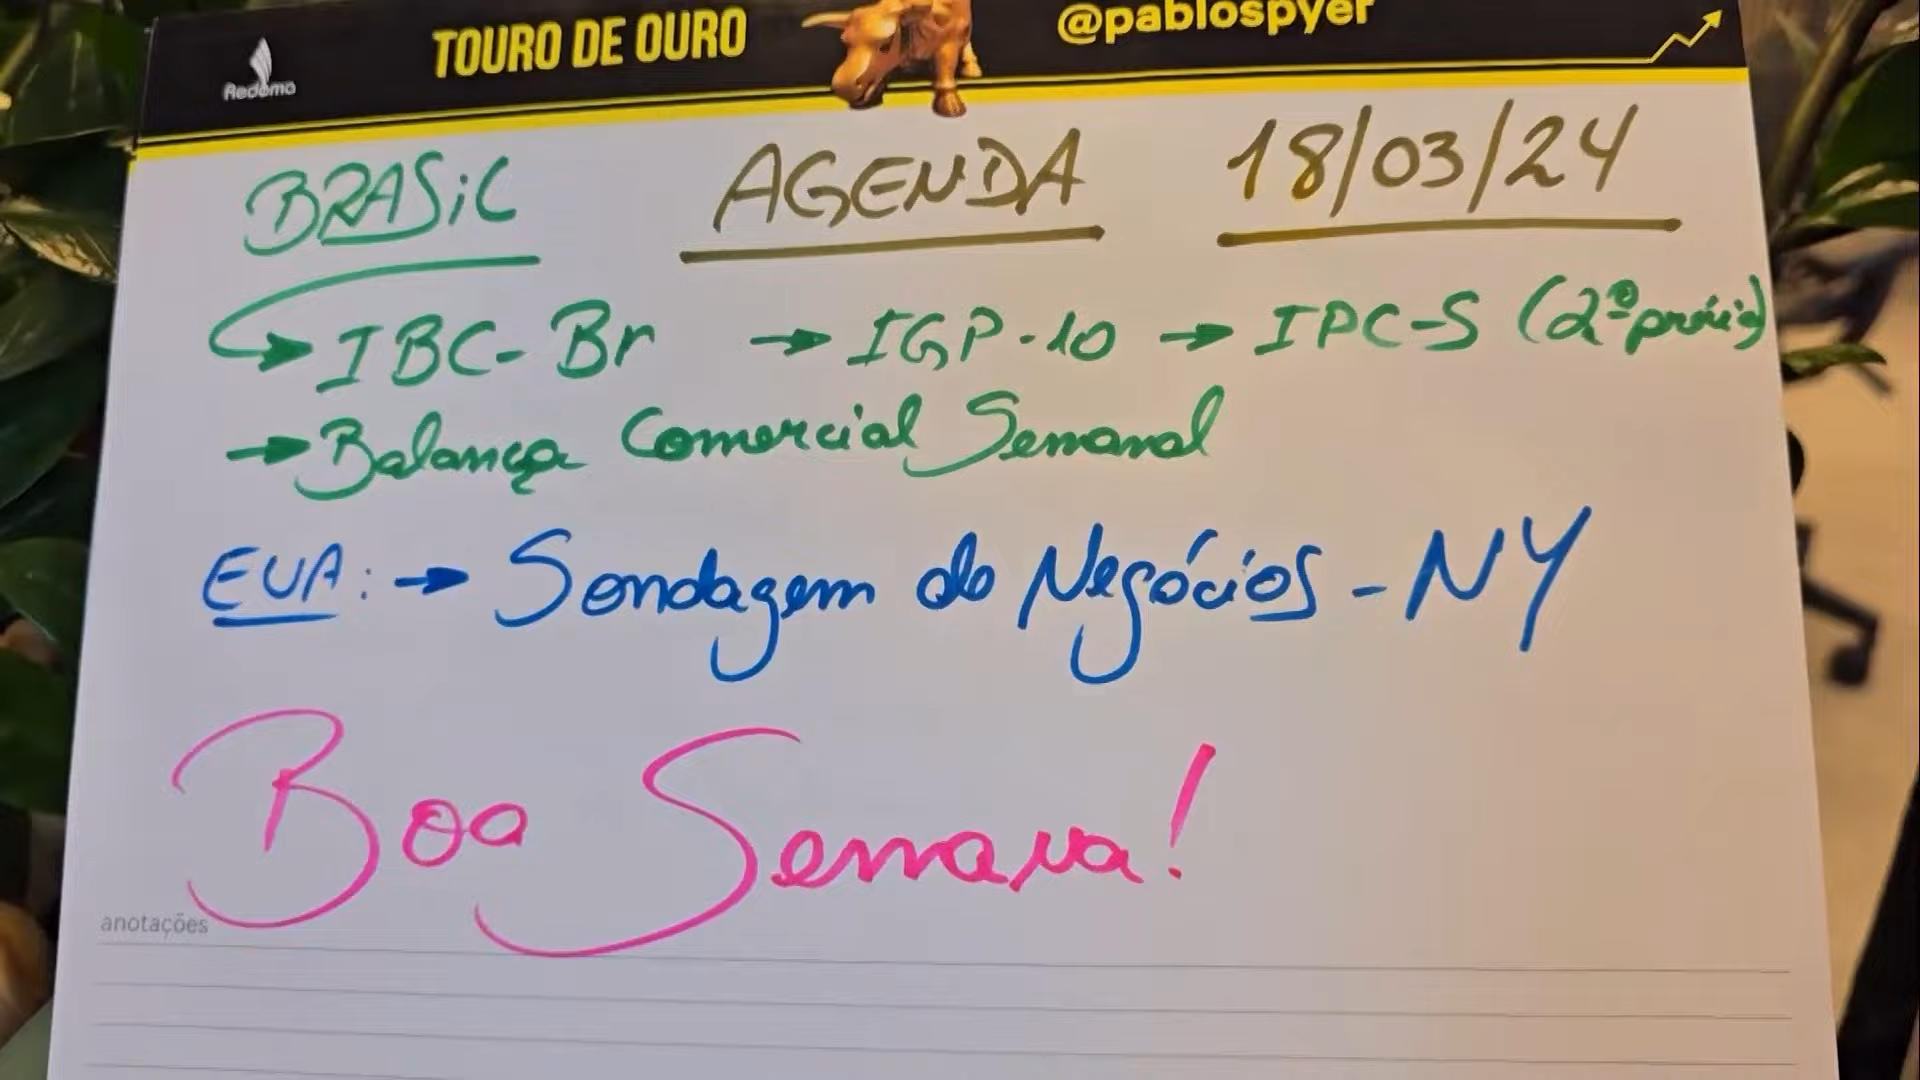 Redoma TOURO DE OURO @pablospyer
BRASiL AGENDA 18/03/24
→ IBC-Br → IGP-10 → IPC-S (2ª prévia)
→ Balança Comercial Semanal
EUA: → Sondagem de Negócios - NY
Boa Semana!
anotações